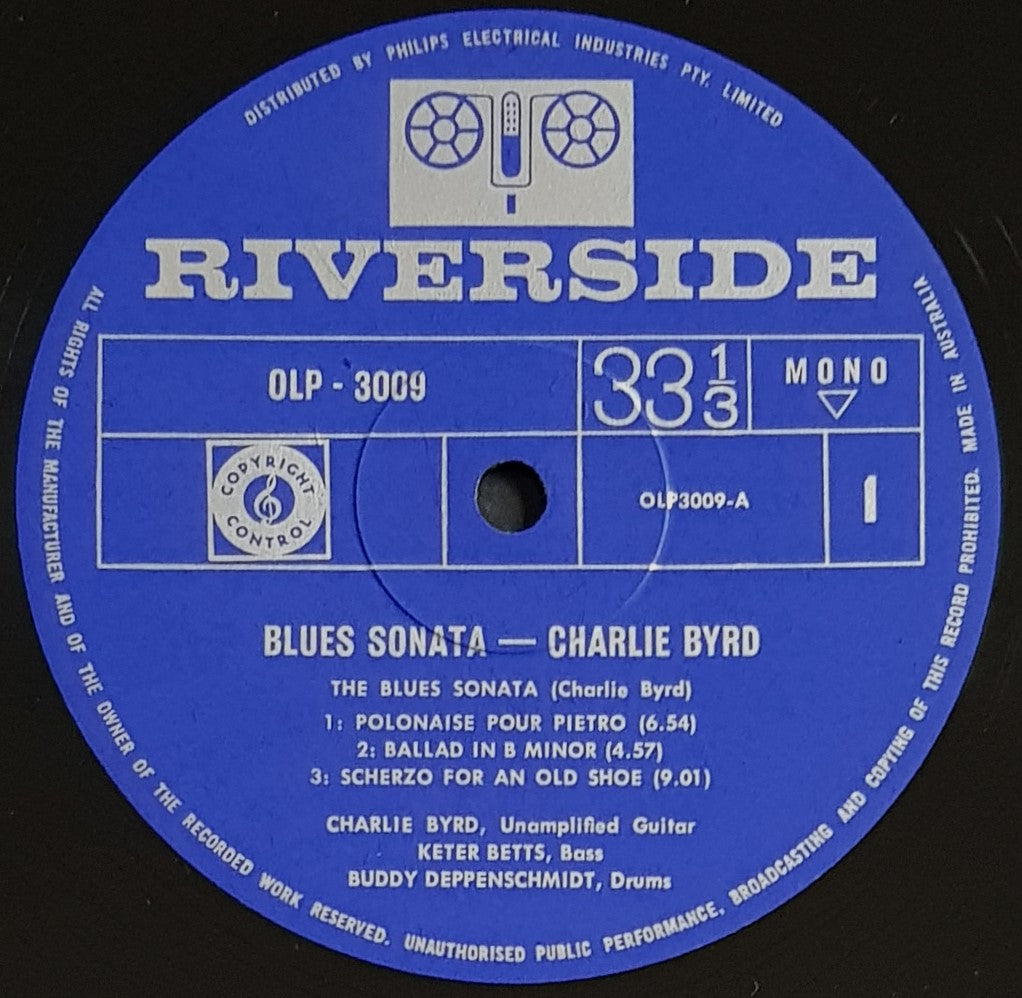 DISTRIBUTED BY PHILIPS ELECTRICAL INDUSTRIES PTY. LIMITED
RIVERSIDE
OLP - 3009
33 1/3
MONO
COPYRIGHT CONTROL
OLP3009-A
1
BLUES SONATA — CHARLIE BYRD
THE BLUES SONATA (Charlie Byrd)
1: POLONAISE POUR PIETRO (6.54)
2: BALLAD IN B MINOR (4.57)
3: SCHERZO FOR AN OLD SHOE (9.01)
CHARLIE BYRD, Unamplified Guitar
KETER BETTS, Bass
BUDDY DEPPENSCHMIDT, Drums
ALL RIGHTS OF THE MANUFACTURER AND OF THE OWNER OF THE RECORDED WORK RESERVED. UNAUTHORISED PUBLIC PERFORMANCE, BROADCASTING AND COPYING OF THIS RECORD PROHIBITED. MADE IN AUSTRALIA